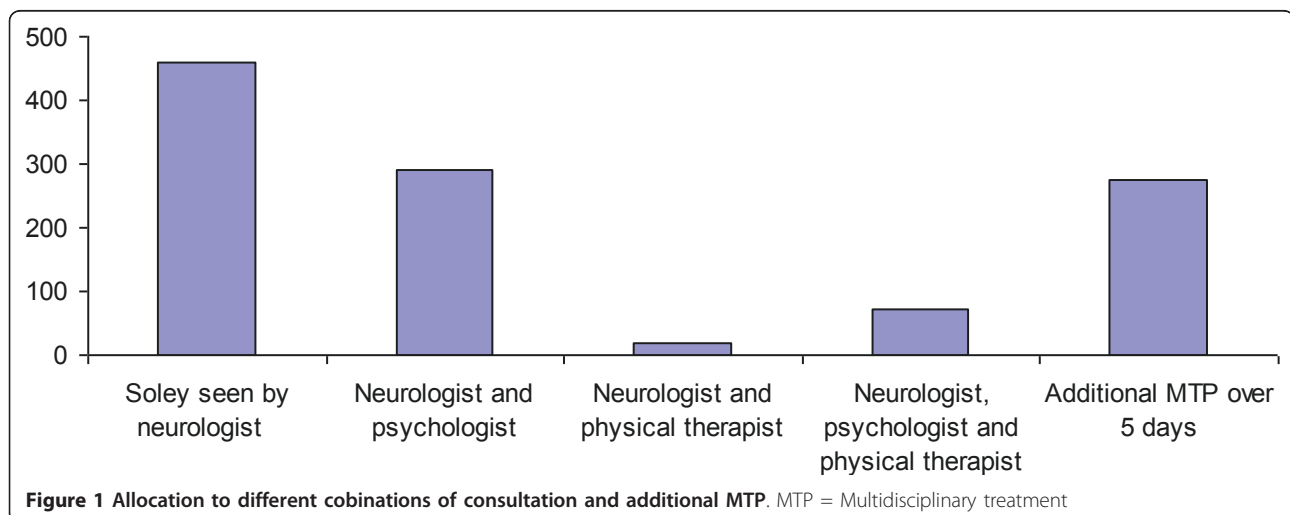 500
400
300
200
100
0
Soley seen by
neurologist
Neurologist and
psychologist
Neurologist and
physical therapist
Neurologist,
psychologist and
physical therapist
Additional MTP over
5 days
Figure 1 Allocation to different cobinations of consultation and additional MTP. MTP = Multidisciplinary treatment